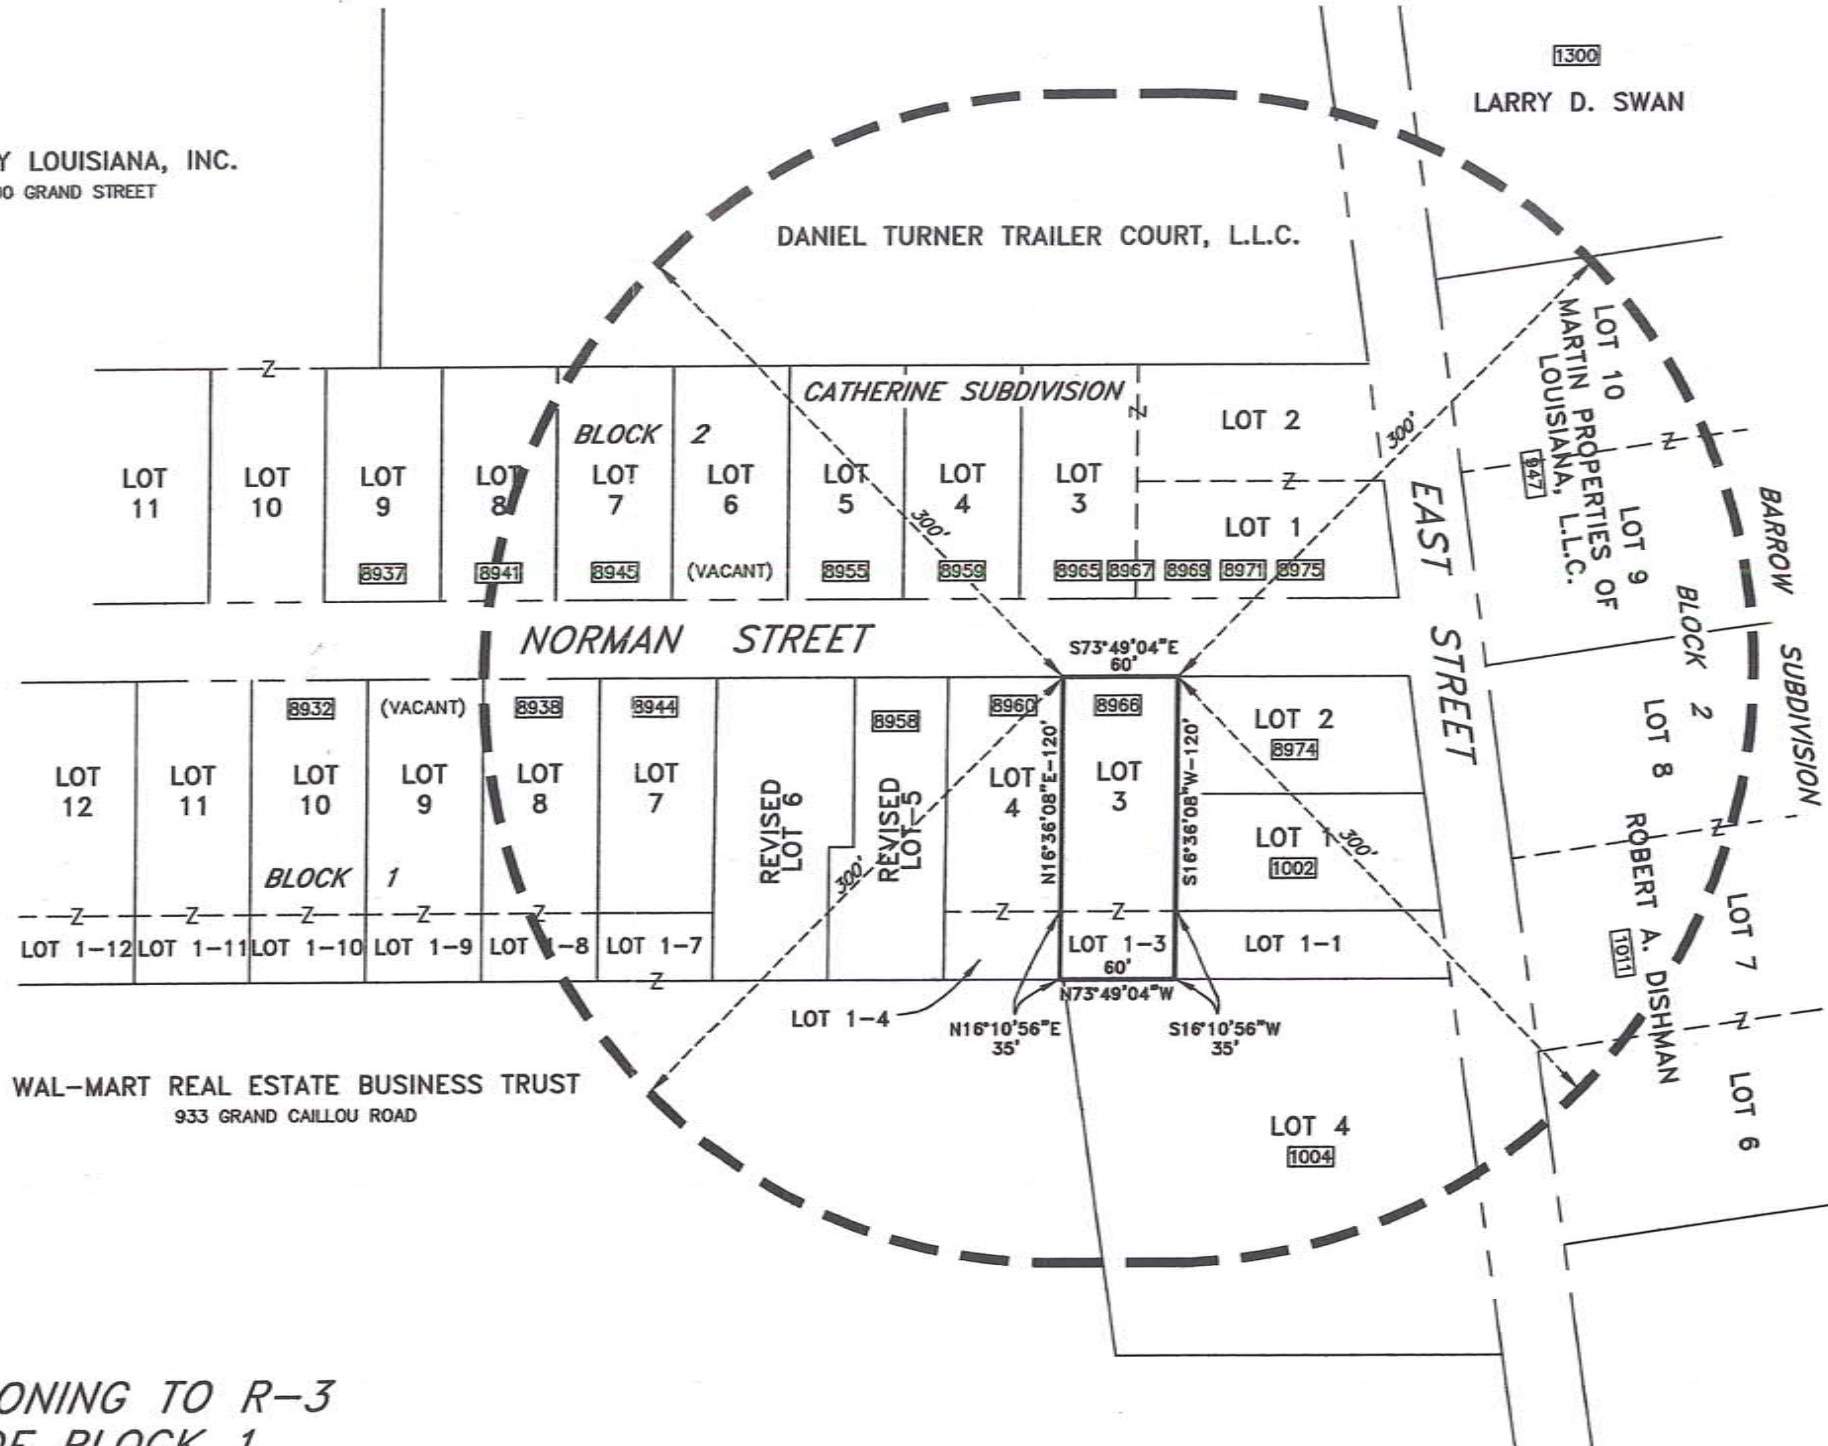 1300
LARRY D. SWAN
Y LOUISIANA, INC.
00 GRAND STREET
DANIEL TURNER TRAILER COURT, L.L.C.
CATHERINE SUBDIVISION
BLOCK 2
LOT 11
LOT 10
LOT 9
LOT 8
LOT 7
LOT 6
LOT 5
LOT 4
LOT 3
LOT 2
LOT 1
8937
8941
8945
(VACANT)
8955
8959
8965
8967
8969
8971
8975
300'
300'
LOT 10
MARTIN PROPERTIES OF
LOUISIANA, L.L.C.
947
LOT 9
BARROW SUBDIVISION
BLOCK 2
EAST STREET
NORMAN STREET
S73°49'04"E
60'
8932
(VACANT)
8938
8944
8958
8960
8966
LOT 12
LOT 11
LOT 10
LOT 9
LOT 8
LOT 7
REVISED
LOT 6
REVISED
LOT 5
LOT 4
N16°36'08"E-120'
LOT 3
S16°36'08"W-120'
LOT 2
8974
LOT 1
1002
300'
300'
LOT 8
BLOCK 1
Z
LOT 1-12
LOT 1-11
LOT 1-10
LOT 1-9
LOT 1-8
LOT 1-7
LOT 1-3
60'
LOT 1-1
N73°49'04"W
LOT 1-4
N16°10'56"E
35'
S16°10'56"W
35'
ROBERT A. DISHMAN
1011
LOT 7
LOT 6
WAL-MART REAL ESTATE BUSINESS TRUST
933 GRAND CAILLOU ROAD
LOT 4
1004
ONING TO R-3
OF BLOCK 1